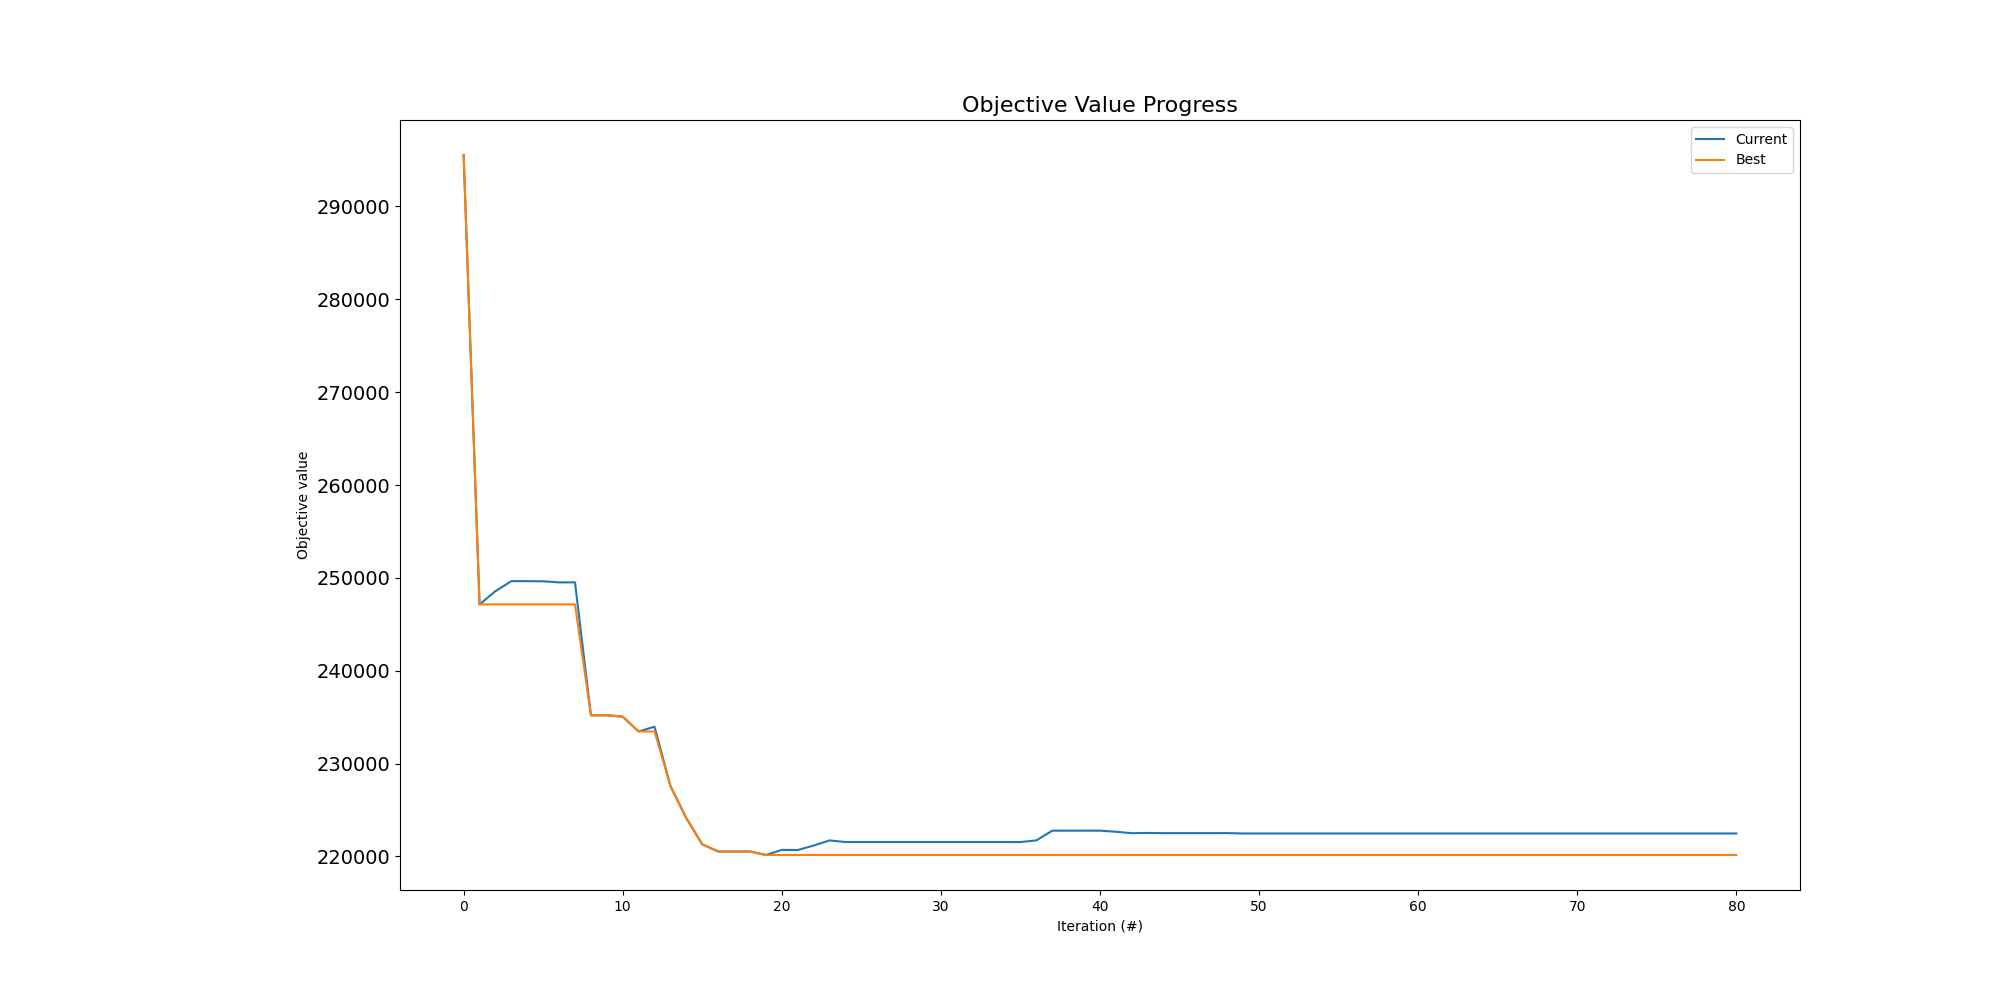 Objective Value Progress
Current
Best
290000
280000
270000
260000
250000
240000
230000
220000
Objective value
0 10 20 30 40 50 60 70 80
Iteration (#)